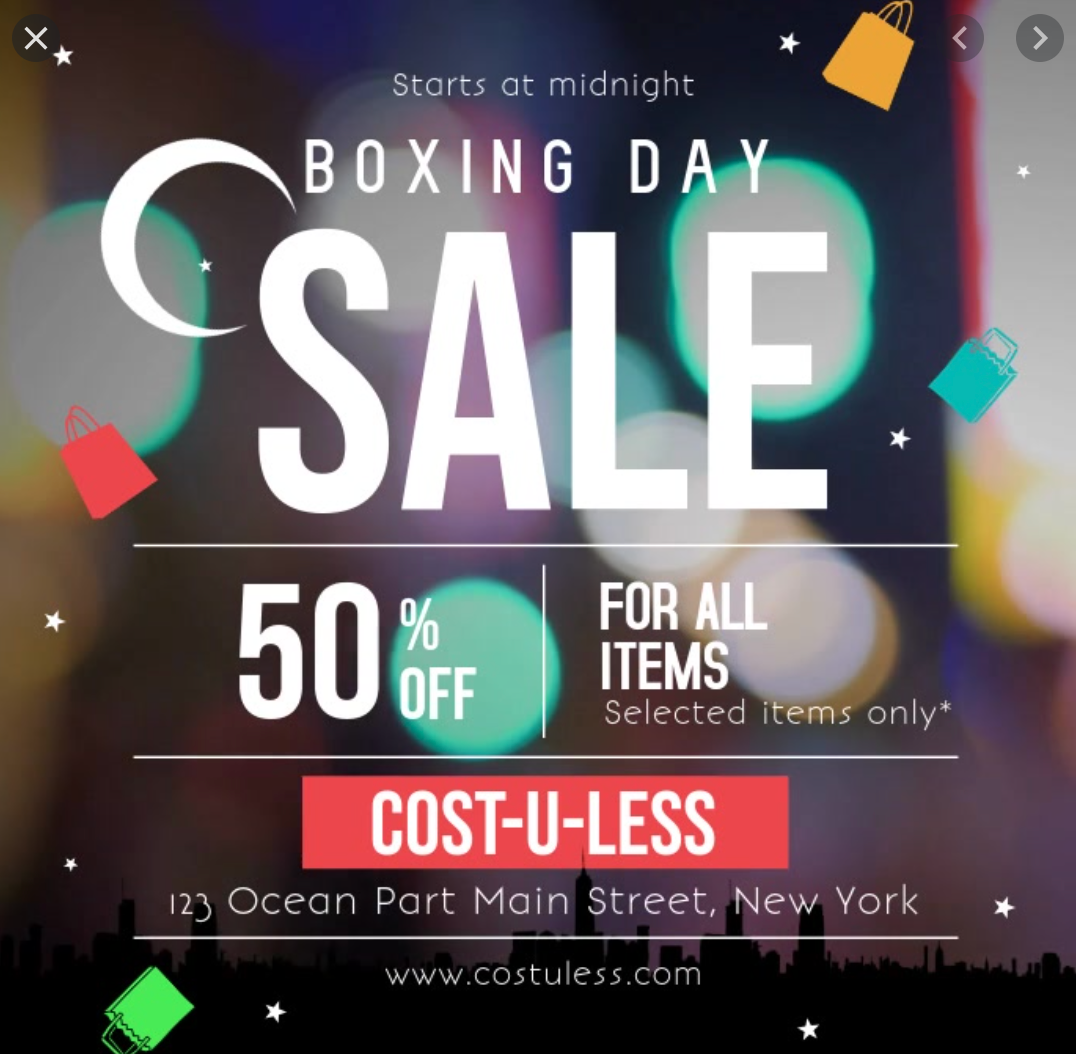 Starts at midnight
BOXING DAY
SALE
50 % OFF
FOR ALL
ITEMS
Selected items only*
COST-U-LESS
123 Ocean Part Main Street, New York
www.costuless.com